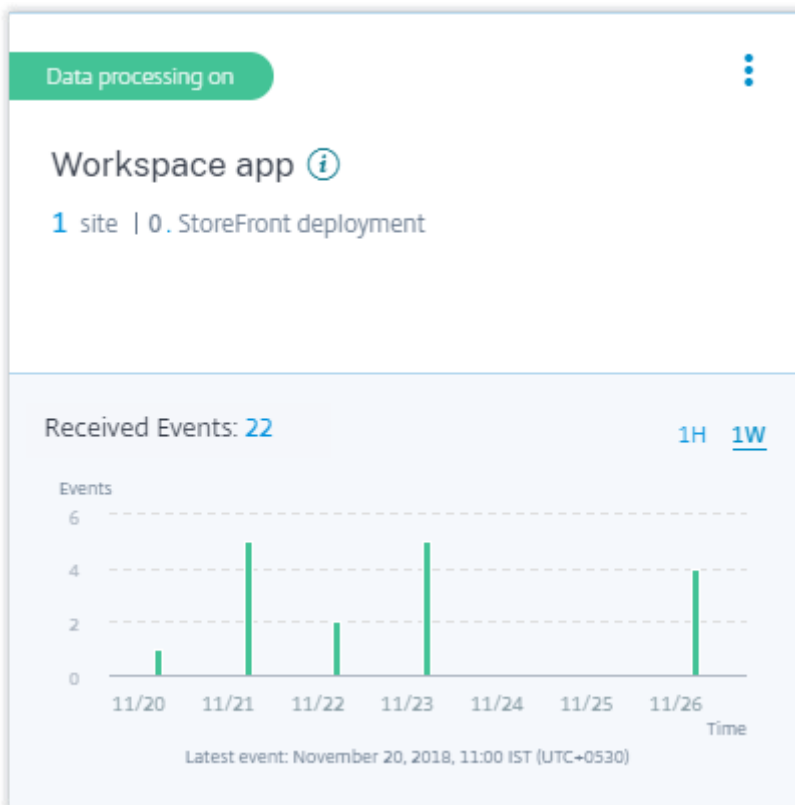 Data processing on
Workspace app i
1 site | 0. StoreFront deployment
Received Events: 22
1H 1W
Events
6
4
2
0
11/20 11/21 11/22 11/23 11/24 11/25 11/26
Time
Latest event: November 20, 2018, 11:00 IST (UTC+0530)